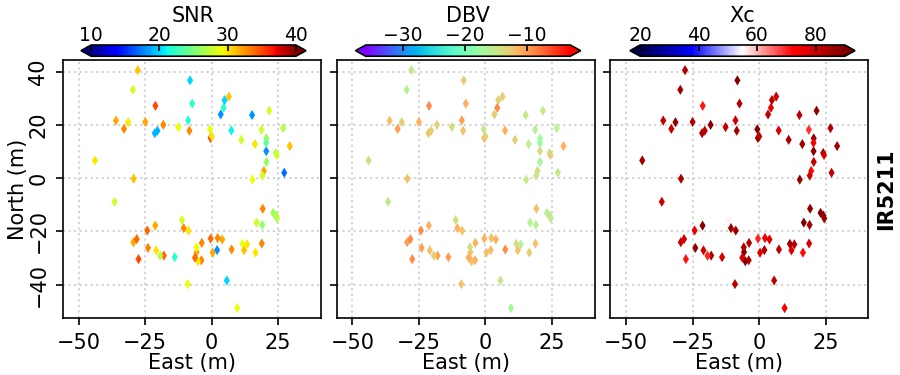 SNR DBV Xc
10 20 30 40 −30 −20 −10 20 40 60 80
40
20
0
−20
−40
North (m)
−50 −25 0 25 −50 −25 0 25 −50 −25 0 25
East (m) East (m) East (m)
IR5211